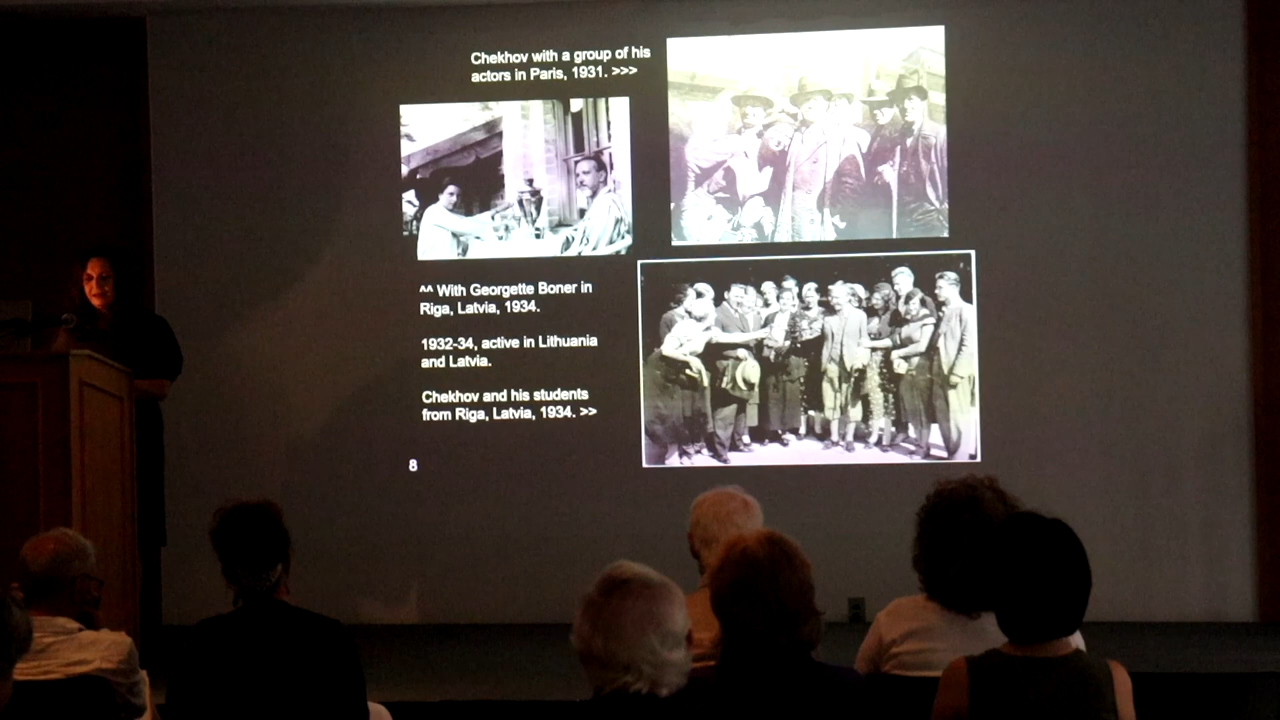 Chekhov with a group of his
actors in Paris, 1931. >>>
^^ With Georgette Boner in
Riga, Latvia, 1934.
1932-34, active in Lithuania
and Latvia.
Chekhov and his students
from Riga, Latvia, 1934. >>
8